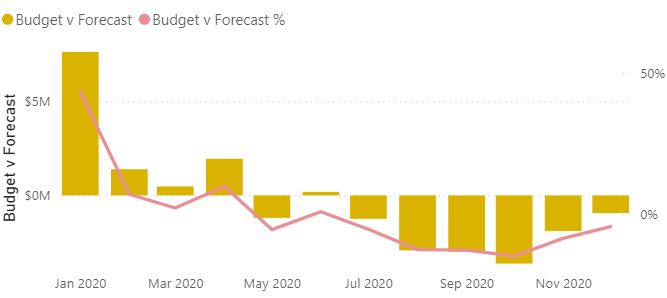 Budget v Forecast Budget v Forecast %
Budget v Forecast
$5M
$0M
50%
0%
Jan 2020 Mar 2020 May 2020 Jul 2020 Sep 2020 Nov 2020